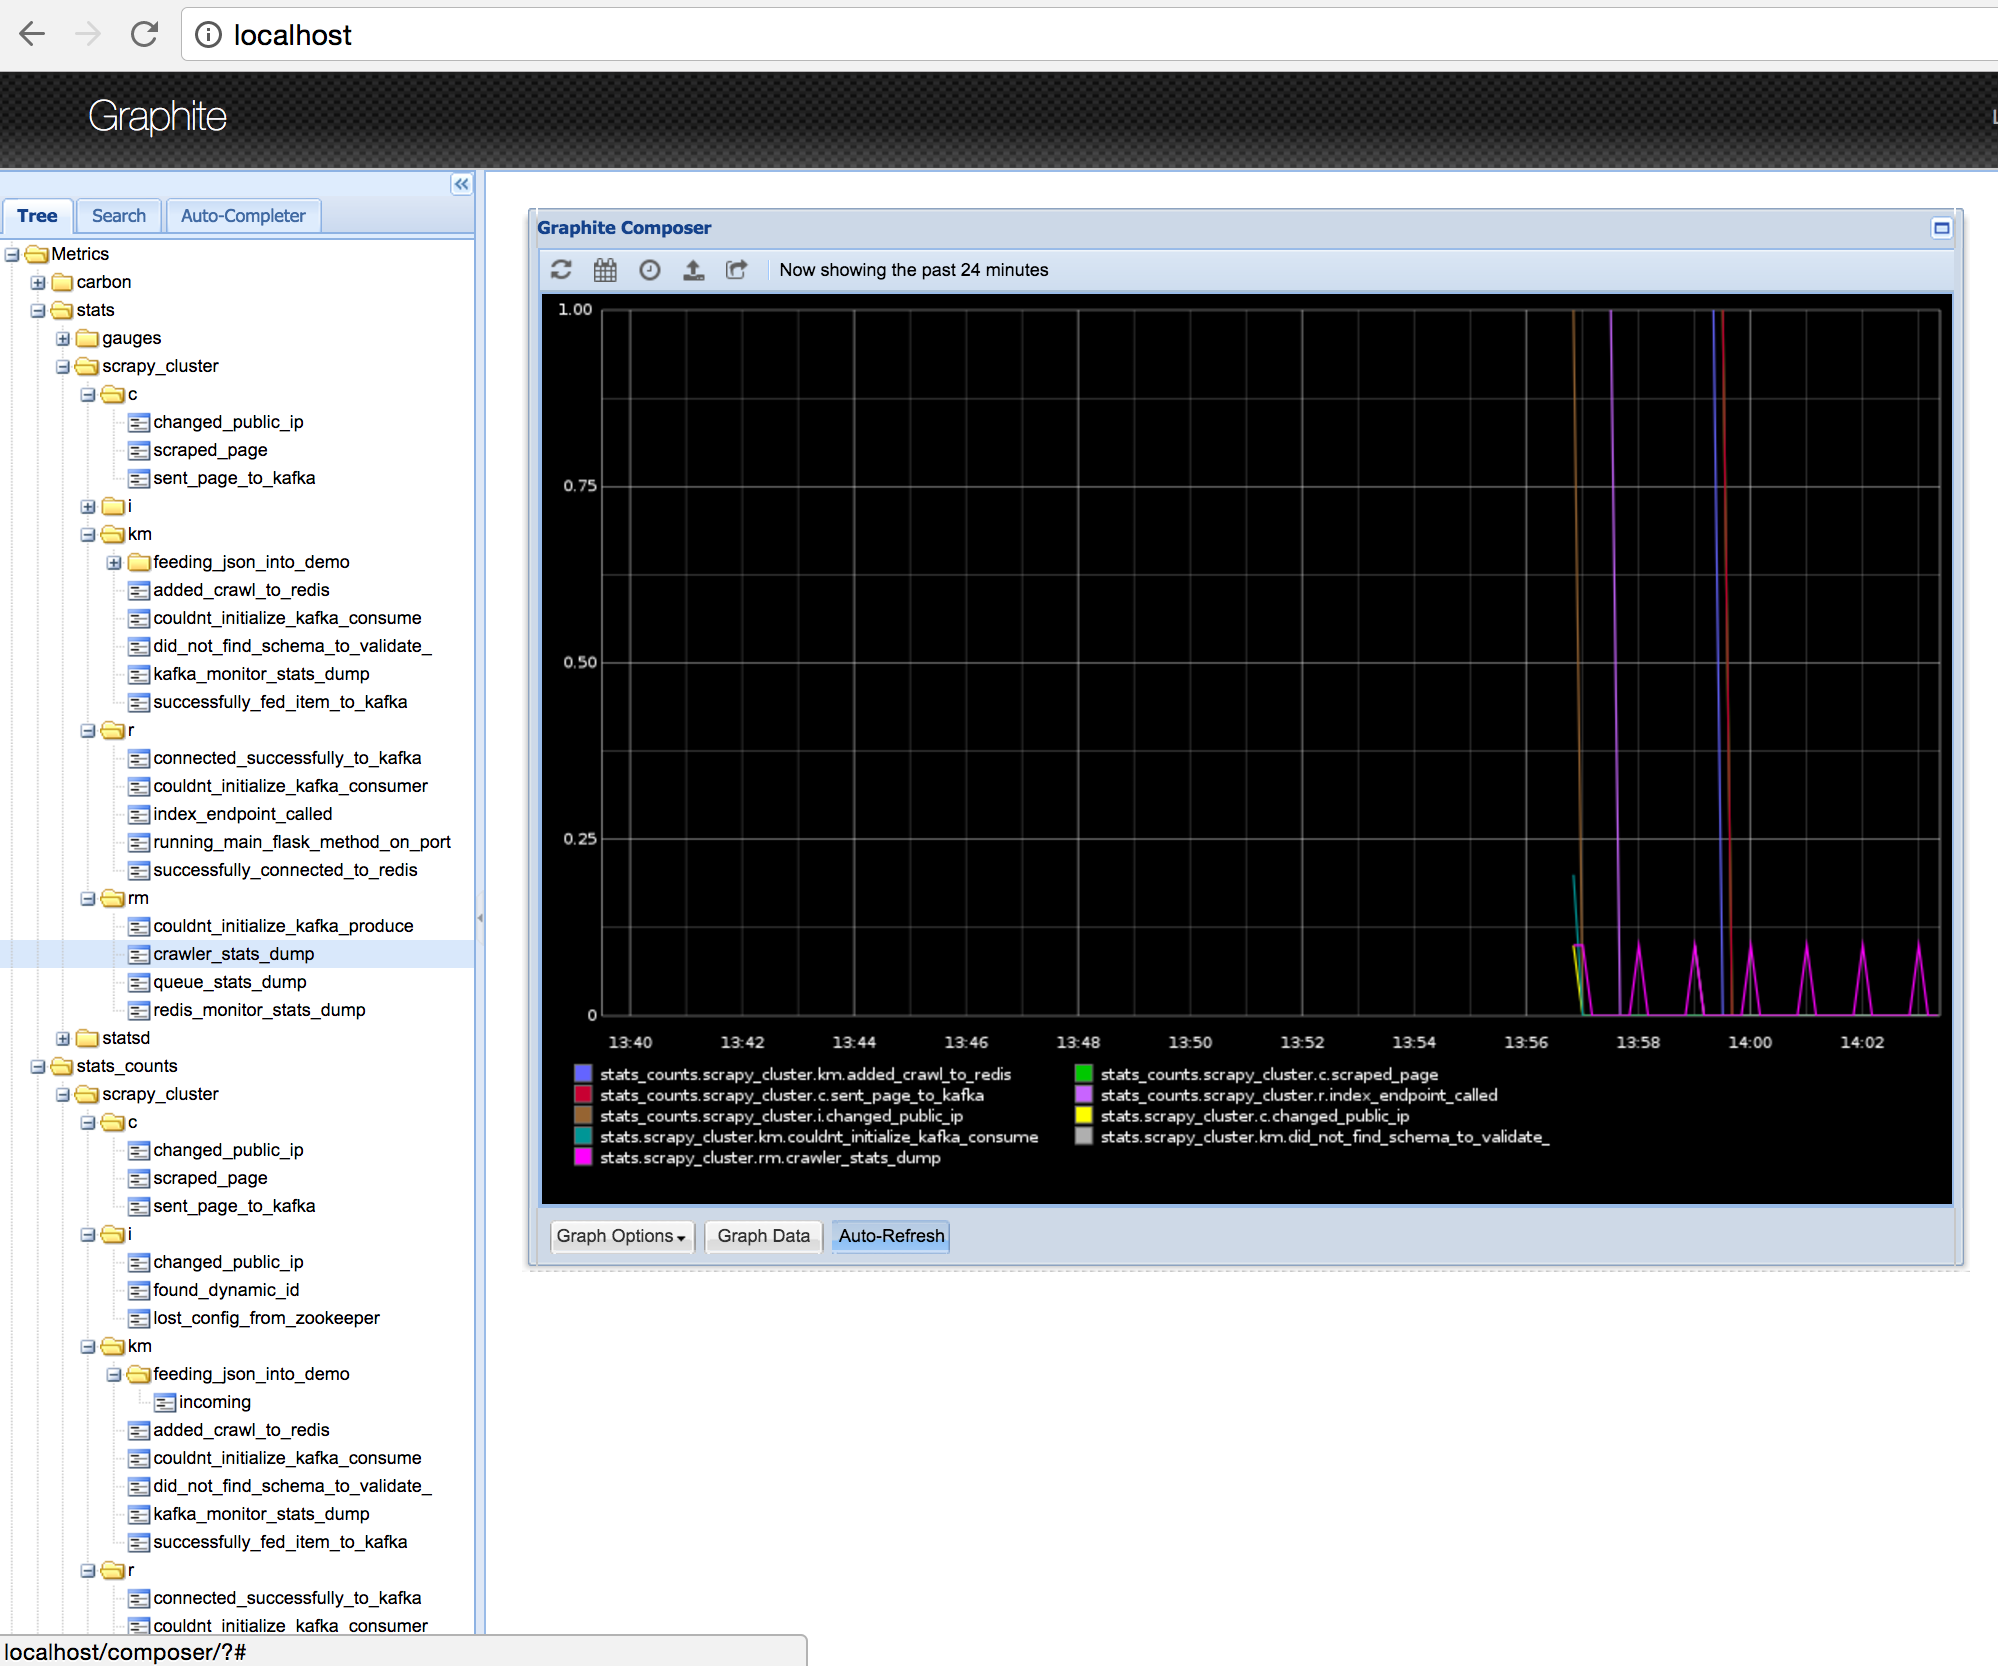 localhost
Graphite
Tree Search Auto-Completer
Metrics
carbon
stats
gauges
scrapy_cluster
c
changed_public_ip
scraped_page
sent_page_to_kafka
i
km
feeding_json_into_demo
added_crawl_to_redis
couldnt_initialize_kafka_consume
did_not_find_schema_to_validate_
kafka_monitor_stats_dump
successfully_fed_item_to_kafka
r
connected_successfully_to_kafka
couldnt_initialize_kafka_consumer
index_endpoint_called
running_main_flask_method_on_port
successfully_connected_to_redis
rm
couldnt_initialize_kafka_produce
crawler_stats_dump
queue_stats_dump
redis_monitor_stats_dump
statsd
stats_counts
scrapy_cluster
c
changed_public_ip
scraped_page
sent_page_to_kafka
i
changed_public_ip
found_dynamic_id
lost_config_from_zookeeper
km
feeding_json_into_demo
incoming
added_crawl_to_redis
couldnt_initialize_kafka_consume
did_not_find_schema_to_validate_
kafka_monitor_stats_dump
successfully_fed_item_to_kafka
r
connected_successfully_to_kafka
couldnt_initialize_kafka_consumer
localhost/composer/?#
Graphite Composer
Now showing the past 24 minutes
1.00
0.75
0.50
0.25
0
13:40 13:42 13:44 13:46 13:48 13:50 13:52 13:54 13:56 13:58 14:00 14:02
stats_counts.scrapy_cluster.km.added_crawl_to_redis stats_counts.scrapy_cluster.c.scraped_page
stats_counts.scrapy_cluster.c.sent_page_to_kafka stats_counts.scrapy_cluster.r.index_endpoint_called
stats_counts.scrapy_cluster.i.changed_public_ip stats.scrapy_cluster.c.changed_public_ip
stats.scrapy_cluster.km.couldnt_initialize_kafka_consume stats.scrapy_cluster.km.did_not_find_schema_to_validate_
stats.scrapy_cluster.rm.crawler_stats_dump
Graph Options Graph Data Auto-Refresh